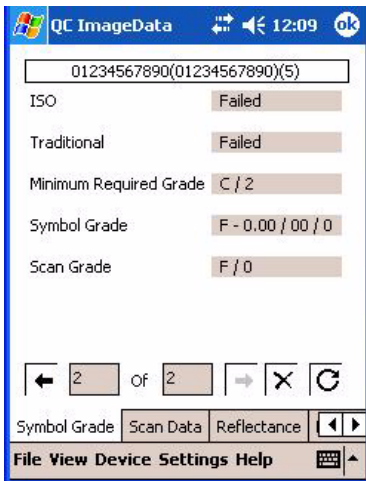 QC ImageData 12:09 ok
01234567890(01234567890)(5)
ISO Failed
Traditional Failed
Minimum Required Grade C / 2
Symbol Grade F - 0.00 / 00 / 0
Scan Grade F / 0
2 Of 2
Symbol Grade Scan Data Reflectance
File View Device Settings Help